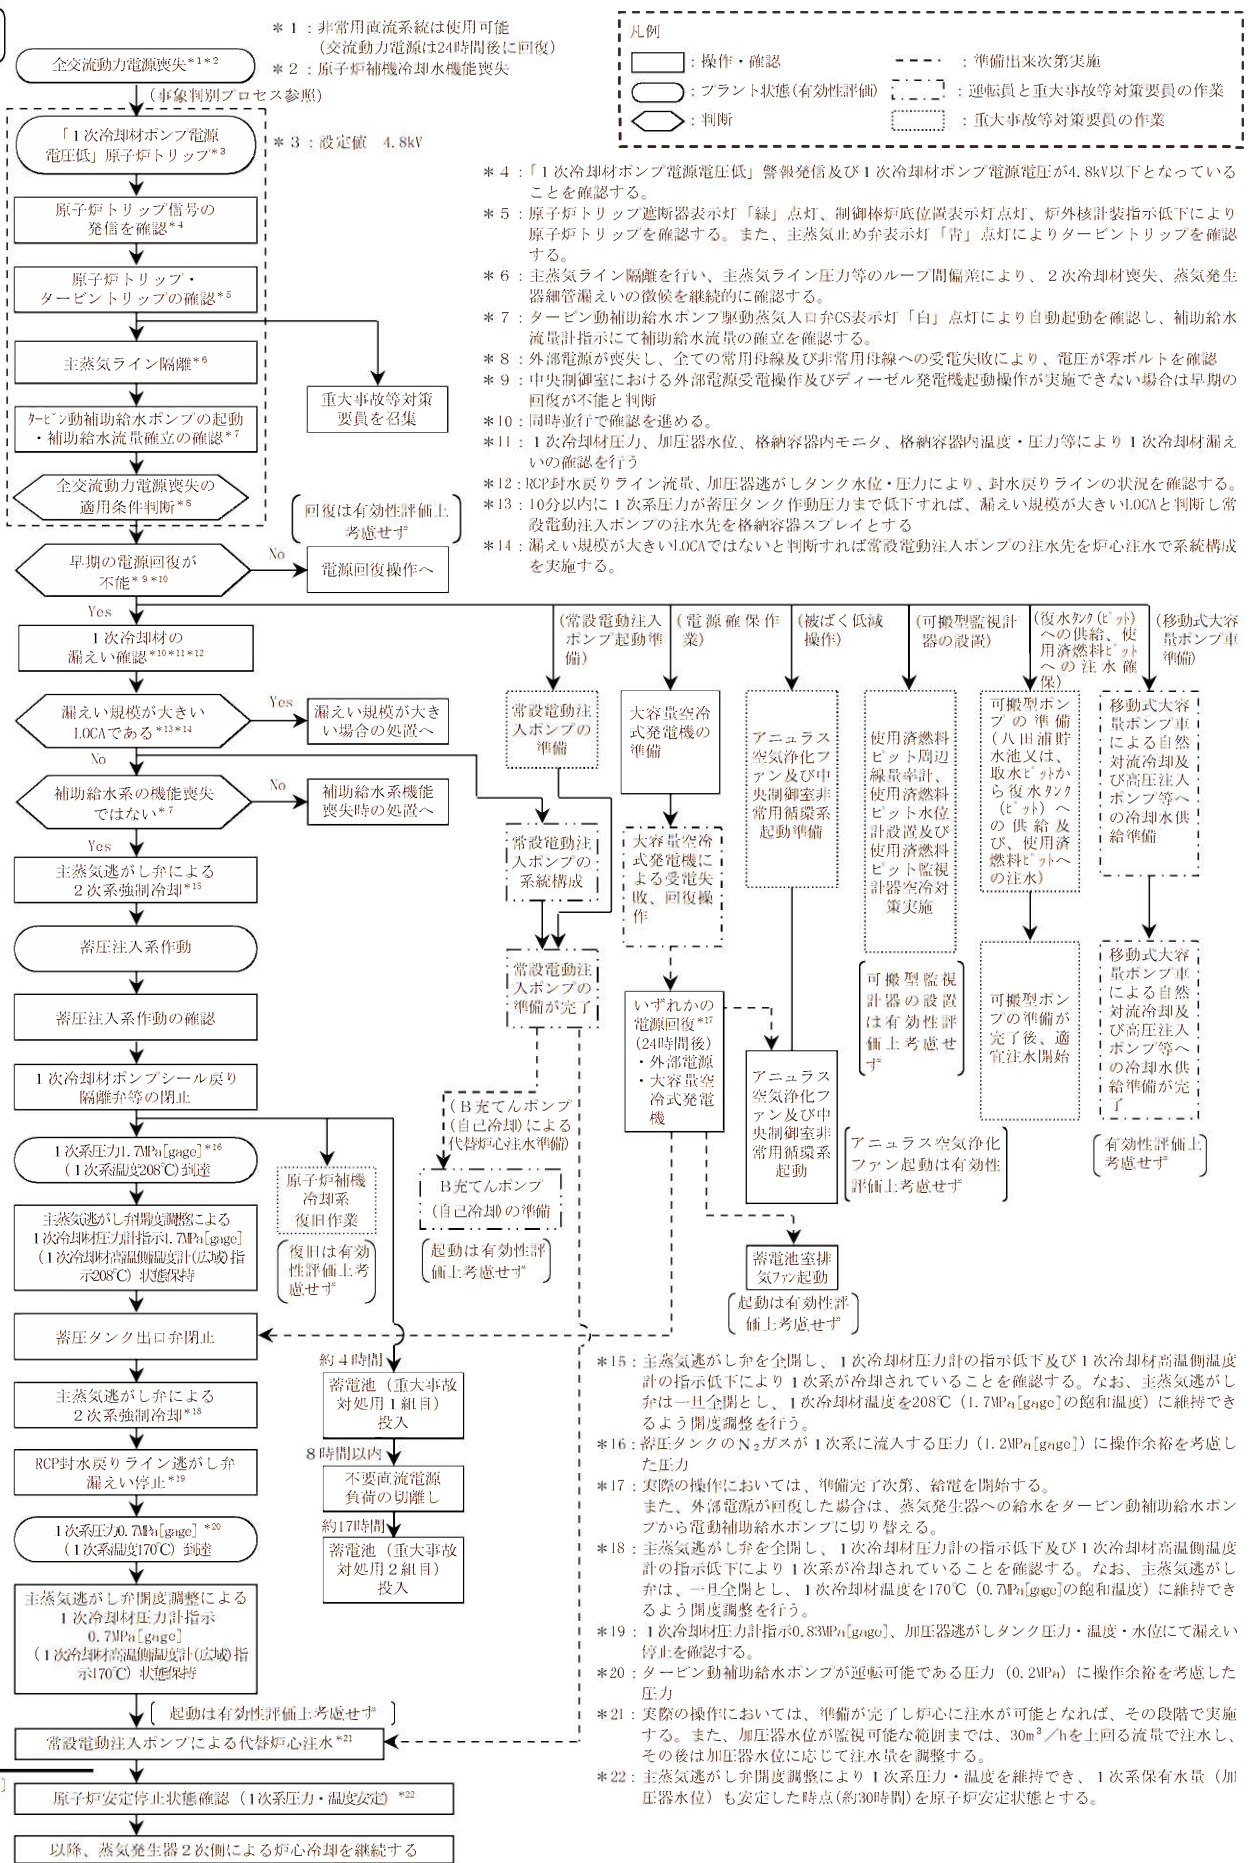 *1：非常用直流系統は使用可能
(交流動力電源は24時間後に回復)
*2：原子炉補機冷却水機能喪失
凡例
：操作・確認
：準備出来次第実施
：プラント状態(有効性評価)
：運転員と重大事故等対策要員の作業
：判断
：重大事故等対策要員の作業
全交流動力電源喪失*1*2
(事象判別プロセス参照)
「1次冷却材ポンプ電源
電圧低」原子炉トリップ*3
*3：設定値 4.8kV
原子炉トリップ信号の
発信を確認*4
原子炉トリップ・
タービントリップの確認*5
主蒸気ライン隔離*6
重大事故等対策
要員を召集
タービン動補助給水ポンプの起動
・補助給水流量確立の確認*7
全交流動力電源喪失の
適用条件判断*8
*4：「1次冷却材ポンプ電源電圧低」警報発信及び1次冷却材ポンプ電源電圧が4.8kV以下となっている
ことを確認する。
*5：原子炉トリップ遮断器表示灯「緑」点灯、制御棒炉底位置表示灯点灯、炉外核計装指示低下により
原子炉トリップを確認する。また、主蒸気止め弁表示灯「青」点灯によりタービントリップを確認
する。
*6：主蒸気ライン隔離を行い、主蒸気ライン圧力等のループ間偏差により、2次冷却材喪失、蒸気発生
器細管漏えいの徴候を継続的に確認する。
*7：タービン動補助給水ポンプ駆動蒸気入口弁CS表示灯「白」点灯により自動起動を確認し、補助給水
流量計指示にて補助給水流量の確立を確認する。
*8：外部電源が喪失し、全ての常用母線及び非常用母線への受電失敗により、電圧が零ボルトを確認
*9：中央制御室における外部電源受電操作及びディーゼル発電機起動操作が実施できない場合は早期の
回復が不能と判断
*10：同時並行で確認を進める。
*11：1次冷却材圧力、加圧器水位、格納容器内モニタ、格納容器内温度・圧力等により1次冷却材漏え
いの確認を行う
*12：RCP封水戻りライン流量、加圧器逃がしタンク水位・圧力により、封水戻りラインの状況を確認する。
*13：10分以内に1次系圧力が蓄圧タンク作動圧力まで低下すれば、漏えい規模が大きいLOCAと判断し常
設電動注入ポンプの注水先を格納容器スプレイとする
*14：漏えい規模が大きいLOCAではないと判断すれば常設電動注入ポンプの注水先を炉心注水で系統構成
を実施する。
回復は有効性評価上
考慮せず
早期の電源回復が
不能*9*10
No
電源回復操作へ
Yes
1次冷却材の
漏えい確認*10*11*12
漏えい規模が大きい
LOCAである*13*14
Yes
漏えい規模が大き
い場合の処置へ
No
補助給水系の機能喪失
ではない*7
No
補助給水系機能
喪失時の処置へ
Yes
主蒸気逃がし弁による
2次系強制冷却*15
蓄圧注入系作動
蓄圧注入系作動の確認
1次冷却材ポンプシール戻り
隔離弁等の閉止
1次系圧力1.7MPa[gage]*16
(1次系温度208℃)到達
主蒸気逃がし弁開度調整による
1次冷却材圧力計指示1.7MPa[gage]
(1次冷却材高温側温度計(広域)指
示208℃)状態保持
蓄圧タンク出口弁閉止
主蒸気逃がし弁による
2次系強制冷却*18
RCP封水戻りライン逃がし弁
漏えい停止*19
1次系圧力0.7MPa[gage]*20
(1次系温度170℃)到達
主蒸気逃がし弁開度調整による
1次冷却材圧力計指示
0.7MPa[gage]
(1次冷却材高温側温度計(広域)指
示170℃)状態保持
起動は有効性評価上考慮せず
常設電動注入ポンプによる代替炉心注水*21
原子炉安定停止状態確認(1次系圧力・温度安定)*22
以降、蒸気発生器2次側による炉心冷却を継続する
原子炉補機
冷却系
復旧作業
復旧は有効
性評価上考
慮せず
約4時間
蓄電池(重大事故
対処用1組目)
投入
8時間以内
不要直流電源
負荷の切離し
約17時間
蓄電池(重大事故
対処用2組目)
投入
(常設電動注入
ポンプ起動準
備)
常設電動注
入ポンプの
準備
常設電動注
入ポンプの
系統構成
常設電動注
入ポンプの
準備が完了
(B充てんポンプ
(自己冷却)による
代替炉心注水準備)
B充てんポンプ
(自己冷却)の準備
起動は有効性評
価上考慮せず
(電源確保作
業)
大容量空冷
式発電機の
準備
大容量空冷
式発電機に
よる受電失
敗、回復操
作
いずれかの
電源回復*17
(24時間後)
・外部電源
・大容量空
冷式発電
機
(被ばく低減
操作)
アニュラス
空気浄化フ
ァン及び中
央制御室非
常用循環系
起動準備
アニュラス
空気浄化フ
ァン及び中
央制御室非
常用循環系
起動
アニュラス空気浄化
ファン起動は有効性
評価上考慮せず
蓄電池室排
気ファン起動
起動は有効性評
価上考慮せず
(可搬型監視計
器の設置)
使用済燃料
ピット周辺
線量率計、
使用済燃料
ピット水位
計設置及び
使用済燃料
ピット監視
計器空冷対
策実施
可搬型監視
計器の設置
は有効性評
価上考慮せ
ず
(復水タンク(ピット)
への供給、使
用済燃料ピット
への注水確
保)
可搬型ポン
プの準備
(八田浦貯
水池又は、
取水ピットか
ら復水タンク
(ピット)へ
の供給及
び、使用済
燃料ピットへ
の注水)
可搬型ポン
プの準備が
完了後、適
宜注水開始
(移動式大容
量ポンプ車
準備)
移動式大容
量ポンプ車
による自然
対流冷却及
び高圧注入
ポンプ等へ
の冷却水供
給準備
移動式大容
量ポンプ車
による自然
対流冷却及
び高圧注入
ポンプ等へ
の冷却水供
給準備が完
了
有効性評価上
考慮せず
*15：主蒸気逃がし弁を全開し、1次冷却材圧力計の指示低下及び1次冷却材高温側温度
計の指示低下により1次系が冷却されていることを確認する。なお、主蒸気逃がし
弁は一旦全開とし、1次冷却材温度を208℃(1.7MPa[gage]の飽和温度)に維持でき
るよう開度調整を行う。
*16：蓄圧タンクのN₂ガスが1次系に流入する圧力(1.2MPa[gage])に操作余裕を考慮し
た圧力
*17：実際の操作においては、準備完了次第、給電を開始する。
また、外部電源が回復した場合は、蒸気発生器への給水をタービン動補助給水ポン
プから電動補助給水ポンプに切り替える。
*18：主蒸気逃がし弁を全開し、1次冷却材圧力計の指示低下及び1次冷却材高温側温度
計の指示低下により1次系が冷却されていることを確認する。なお、主蒸気逃がし
弁は、一旦全開とし、1次冷却材温度を170℃(0.7MPa[gage]の飽和温度)に維持でき
るよう開度調整を行う。
*19：1次冷却材圧力計指示0.83MPa[gage]、加圧器逃がしタンク圧力・温度・水位にて漏えい
停止を確認する。
*20：タービン動補助給水ポンプが運転可能である圧力(0.2MPa)に操作余裕を考慮した
圧力
*21：実際の操作においては、準備が完了し炉心に注水が可能となれば、その段階で実施
する。また、加圧器水位が監視可能な範囲までは、30m³/hを上回る流量で注水し、
その後は加圧器水位に応じて注水量を調整する。
*22：主蒸気逃がし弁開度調整により1次系圧力・温度を維持でき、1次系保有水量(加
圧器水位)も安定した時点(約30時間)を原子炉安定状態とする。